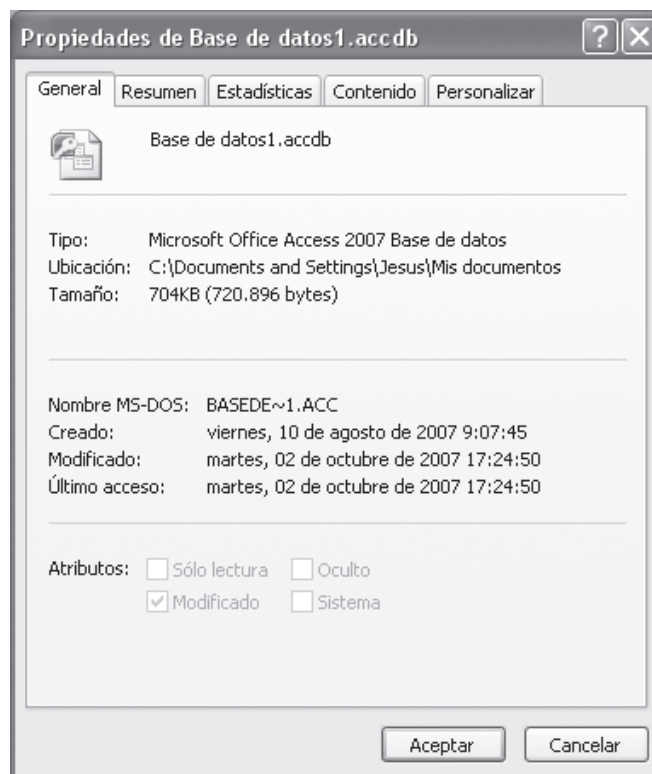 Propiedades de Base de datos1.accdb
General Resumen Estadísticas Contenido Personalizar
Base de datos1.accdb
Tipo: Microsoft Office Access 2007 Base de datos
Ubicación: C:\Documents and Settings\Jesus\Mis documentos
Tamaño: 704KB (720.896 bytes)
Nombre MS-DOS: BASEDE~1.ACC
Creado: viernes, 10 de agosto de 2007 9:07:45
Modificado: martes, 02 de octubre de 2007 17:24:50
Último acceso: martes, 02 de octubre de 2007 17:24:50
Atributos: Sólo lectura Oculto
Modificado Sistema
Aceptar Cancelar